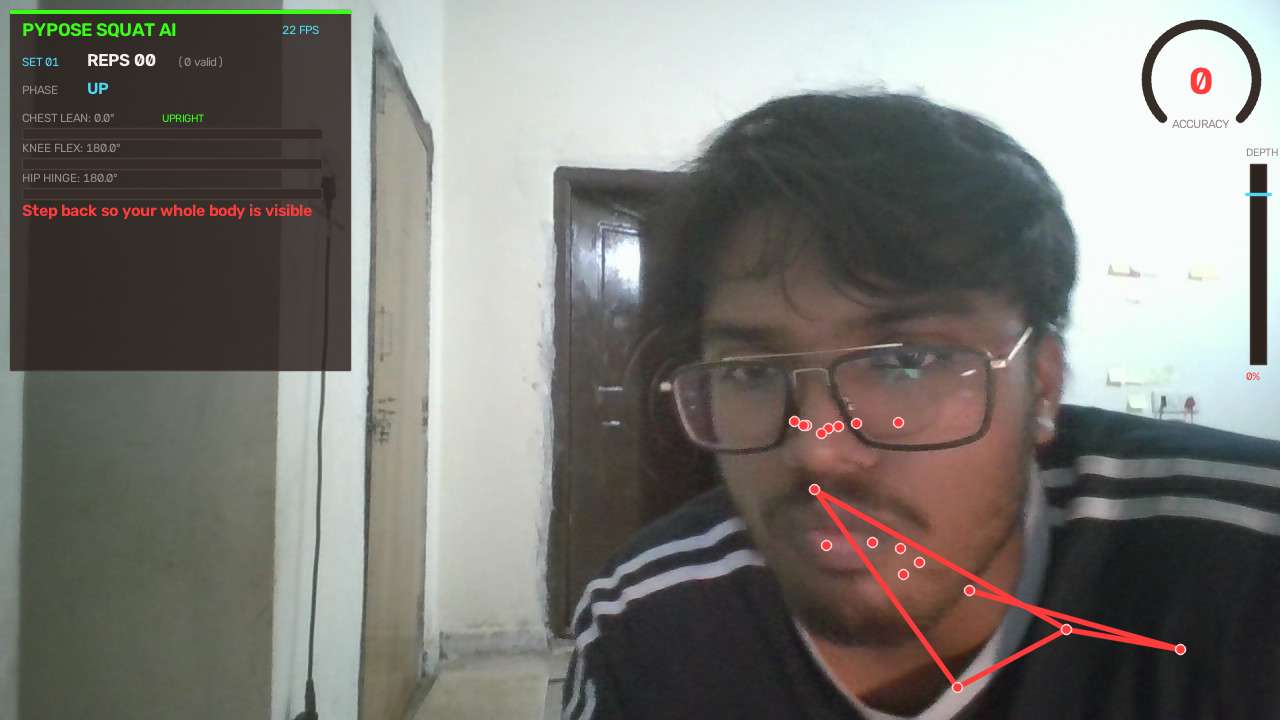 PYPOSE SQUAT AI 22 FPS
SET 01 REPS 00 ( 0 valid )
PHASE UP
CHEST LEAN: 0.0° UPRIGHT
KNEE FLEX: 180.0°
HIP HINGE: 180.0°
Step back so your whole body is visible
0
ACCURACY
DEPTH
0%